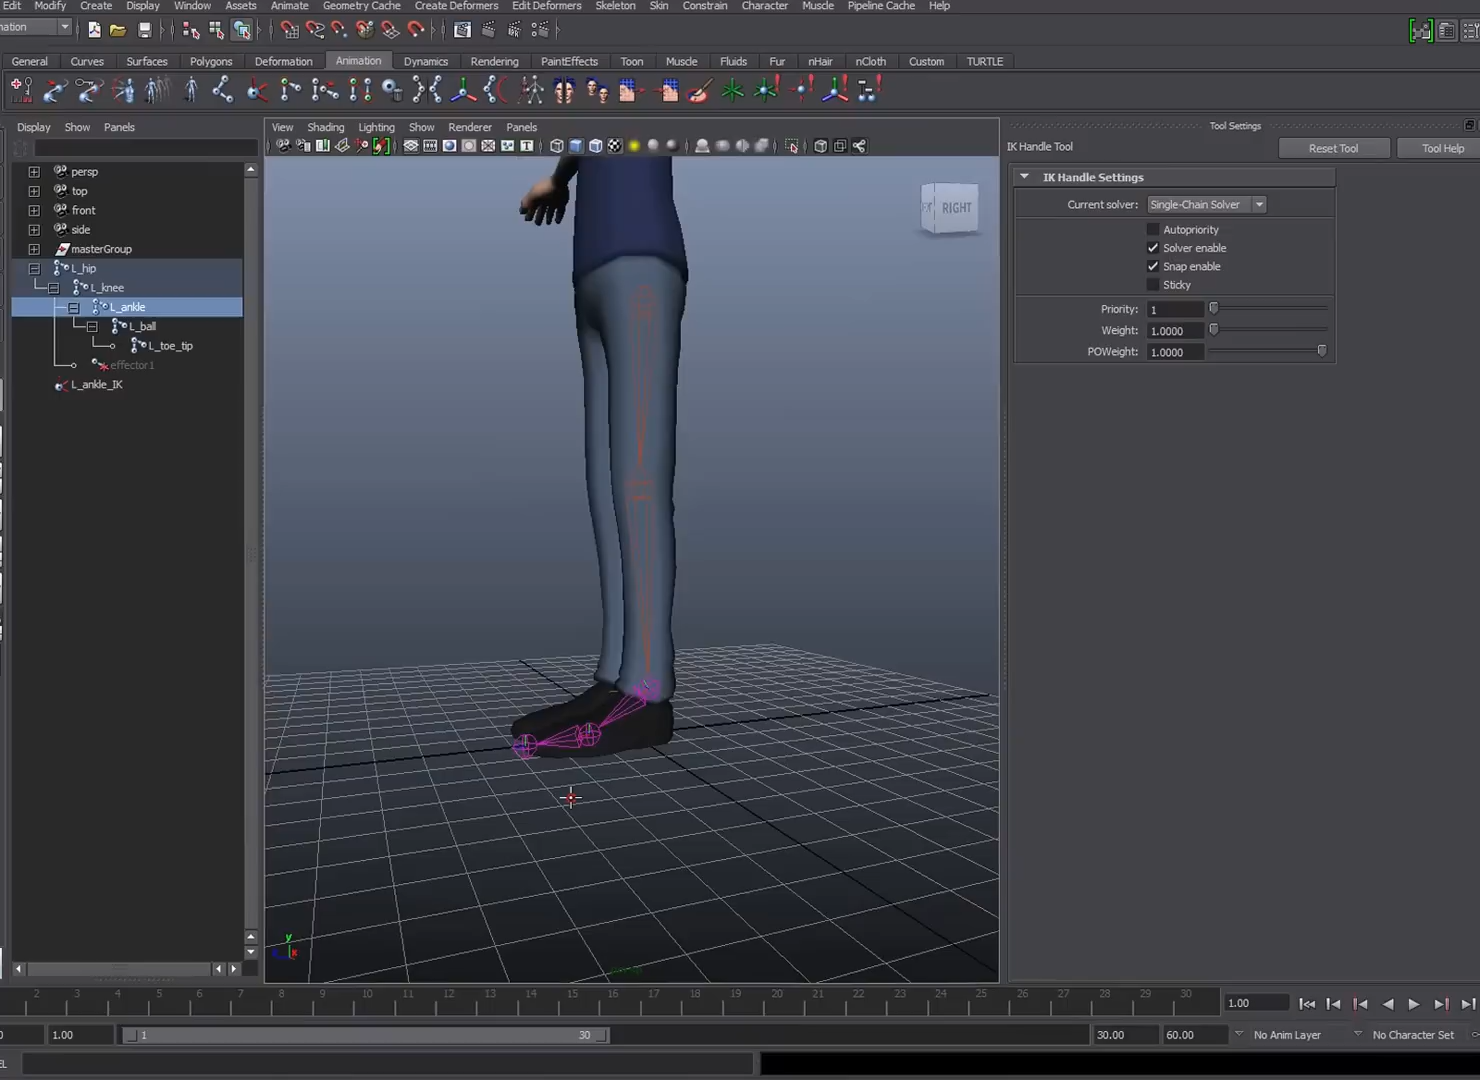 Edit Modify Create Display Window Assets Animate Geometry Cache Create Deformers Edit Deformers Skeleton Skin Constrain Character Muscle Pipeline Cache Help
General Curves Surfaces Polygons Deformation Animation Dynamics Rendering PaintEffects Toon Muscle Fluids Fur nHair nCloth Custom TURTLE
Display Show Panels
persp
top
front
side
masterGroup
L_hip
L_knee
L_ankle
L_ball
L_toe_tip
effector1
L_ankle_IK
View Shading Lighting Show Renderer Panels
RIGHT
y
x
Tool Settings
IK Handle Tool
Reset Tool
Tool Help
IK Handle Settings
Current solver: Single-Chain Solver
Autopriority
Solver enable
Snap enable
Sticky
Priority: 1
Weight: 1.0000
POWeight: 1.0000
2 3 4 5 6 7 8 9 10 11 12 13 14 15 16 17 18 19 20 21 22 23 24 25 26 27 28 29 30
1.00
1.00 1 30 30.00 60.00 No Anim Layer No Character Set